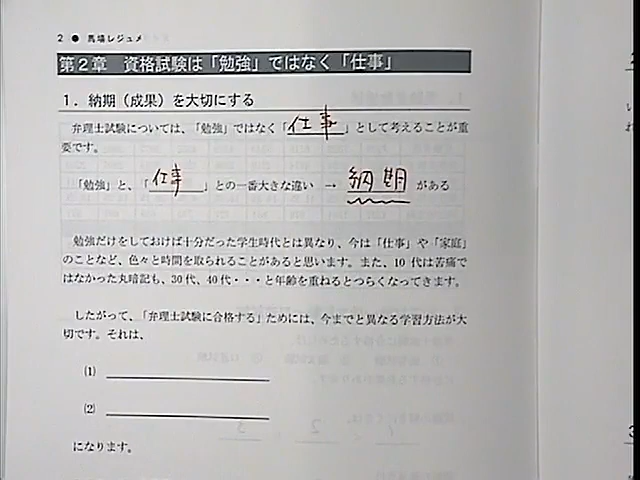 2 ● 馬場レジュメ
第2章 資格試験は「勉強」ではなく「仕事」
1．納期（成果）を大切にする
弁理士試験については、「勉強」ではなく「仕事」として考えることが重
要です。
「勉強」と、「仕事」との一番大きな違い → 納期がある
勉強だけをしておけば十分だった学生時代とは異なり、今は「仕事」や「家庭」
のことなど、色々と時間を取られることがあると思います。また、10 代は苦痛で
はなかった丸暗記も、30 代、40 代・・・と年齢を重ねるとつらくなってきます。
したがって、「弁理士試験に合格する」ためには、今までと異なる学習方法が大
切です。それは、
(1)
(2)
になります。